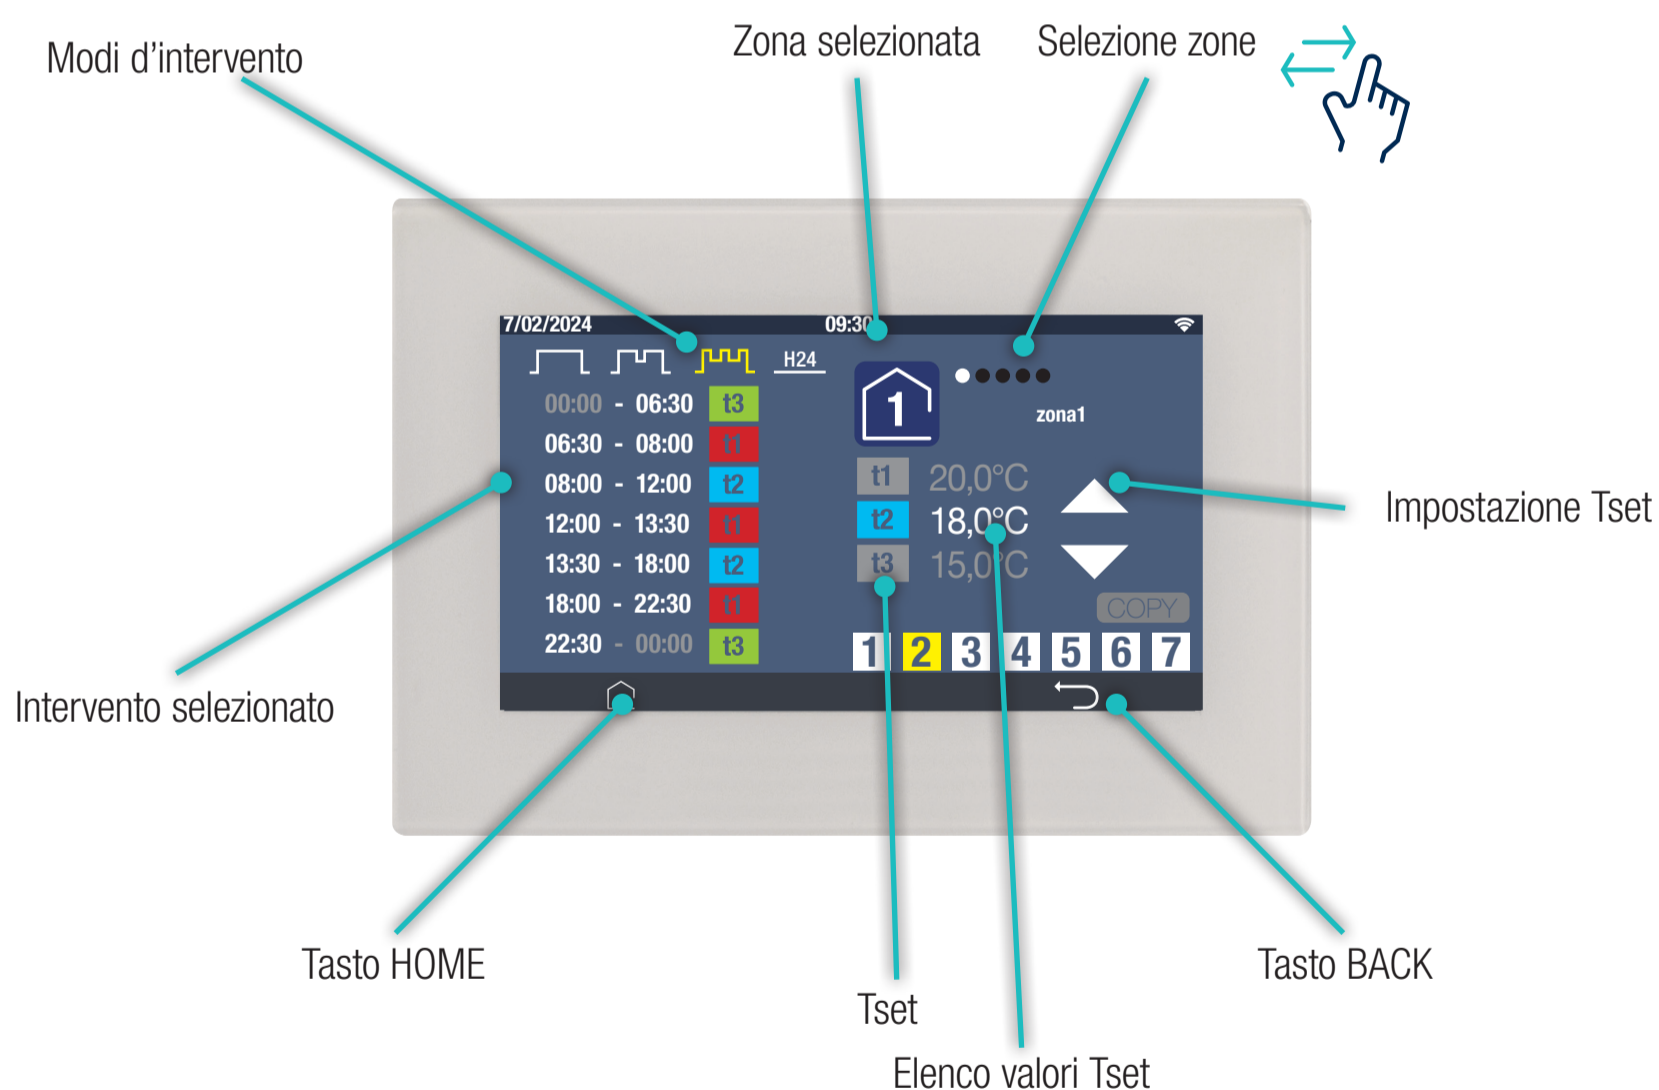 Modi d'intervento
Zona selezionata
Selezione zone
7/02/2024
09:30
H24
00:00 - 06:30 t3
06:30 - 08:00 t1
08:00 - 12:00 t2
12:00 - 13:30 t1
13:30 - 18:00 t2
18:00 - 22:30 t1
22:30 - 00:00 t3
1
zona1
t1 20,0°C
t2 18,0°C
t3 15,0°C
COPY
1 2 3 4 5 6 7
Impostazione Tset
Intervento selezionato
Tasto HOME
Tasto BACK
Tset
Elenco valori Tset